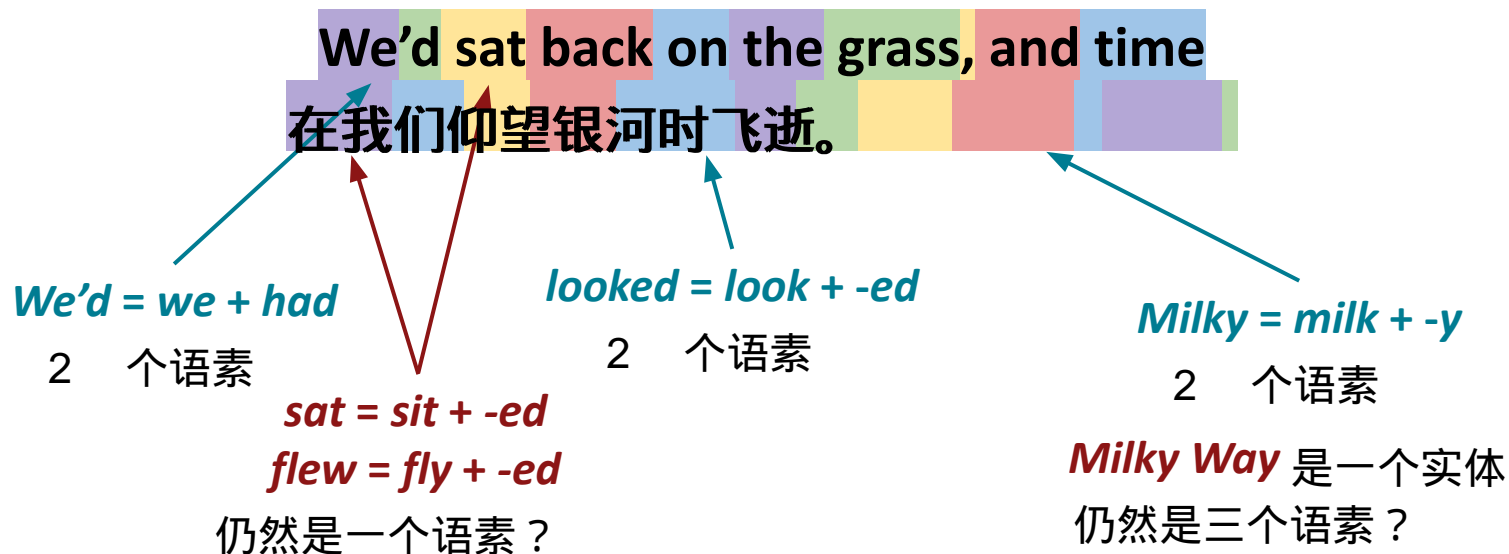 We’d sat back on the grass, and time
在我们仰望银河时飞逝。
We’d = we + had
2 个语素
sat = sit + -ed
flew = fly + -ed
仍然是一个语素？
looked = look + -ed
2 个语素
Milky = milk + -y
2 个语素
Milky Way 是一个实体
仍然是三个语素？